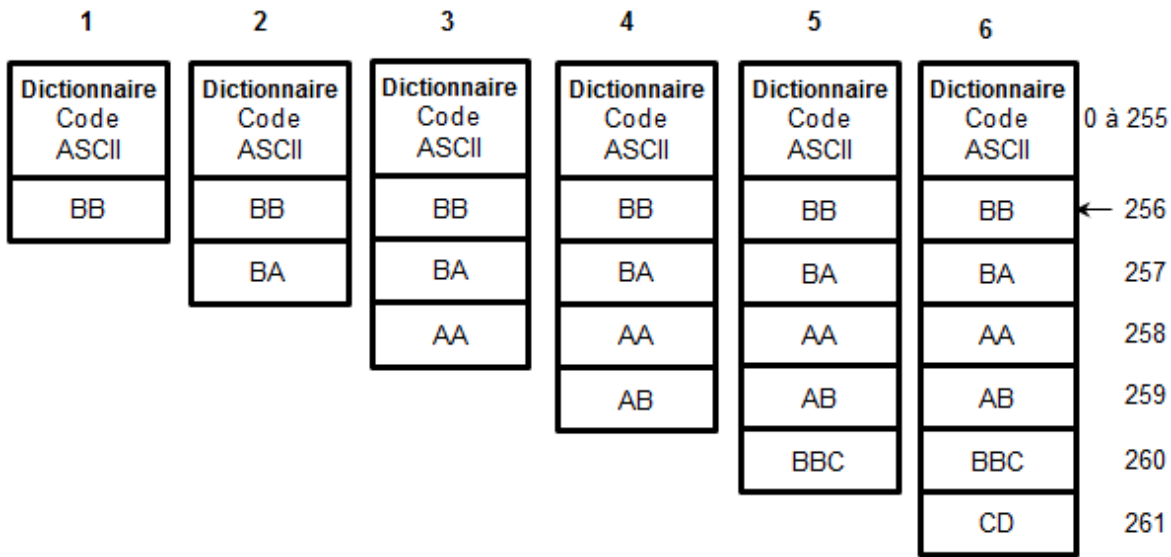 1 2 3 4 5 6
Dictionnaire Dictionnaire Dictionnaire Dictionnaire Dictionnaire Dictionnaire
Code Code Code Code Code Code 0 à 255
ASCII ASCII ASCII ASCII ASCII ASCII
BB BB BB BB BB BB ← 256
BA BA BA BA BA 257
AA AA AA AA 258
AB AB AB 259
BBC BBC 260
CD 261